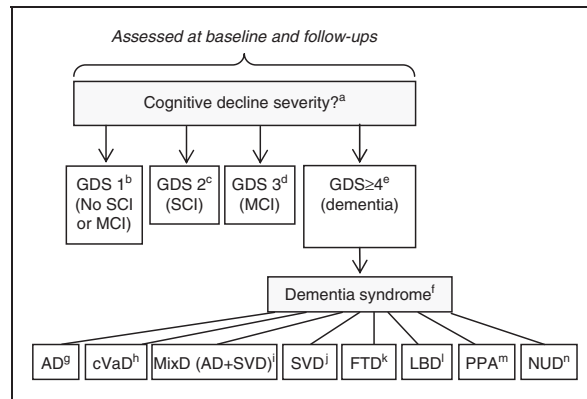 Assessed at baseline and follow-ups
Cognitive decline severity?ᵃ
GDS 1ᵇ
(No SCI
or MCI)
GDS 2ᶜ
(SCI)
GDS 3ᵈ
(MCI)
GDS≥4ᵉ
(dementia)
Dementia syndromeᶠ
ADᵍ
cVaDʰ
MixD (AD+SVD)ⁱ
SVDʲ
FTDᵏ
LBDˡ
PPAᵐ
NUDⁿ